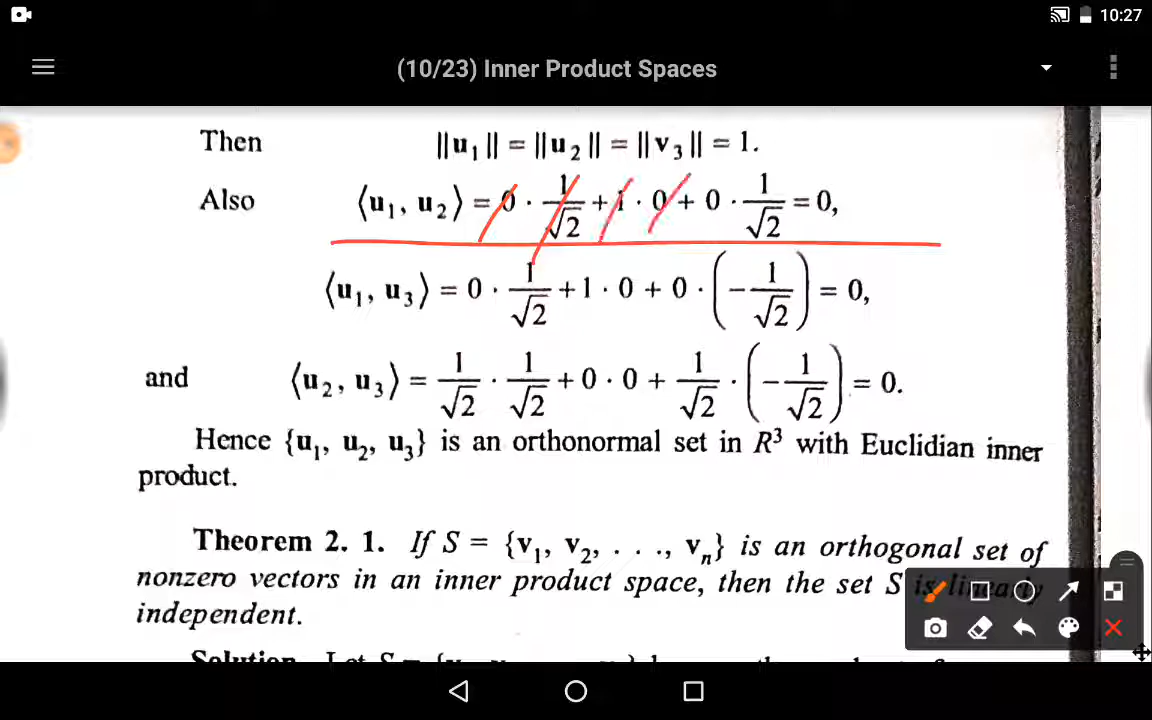 10:27
(10/23) Inner Product Spaces
Then ||u₁|| = ||u₂|| = ||v₃|| = 1.
Also ⟨u₁, u₂⟩ = 0 · 1/√2 + 1 · 0 + 0 · 1/√2 = 0,
⟨u₁, u₃⟩ = 0 · 1/√2 + 1 · 0 + 0 · (−1/√2) = 0,
and ⟨u₂, u₃⟩ = 1/√2 · 1/√2 + 0 · 0 + 1/√2 · (−1/√2) = 0.
Hence {u₁, u₂, u₃} is an orthonormal set in R³ with Euclidian inner
product.
Theorem 2. 1. If S = {v₁, v₂, . . ., vₙ} is an orthogonal set of
nonzero vectors in an inner product space, then the set S is linearly
independent.
Solution. Let S =